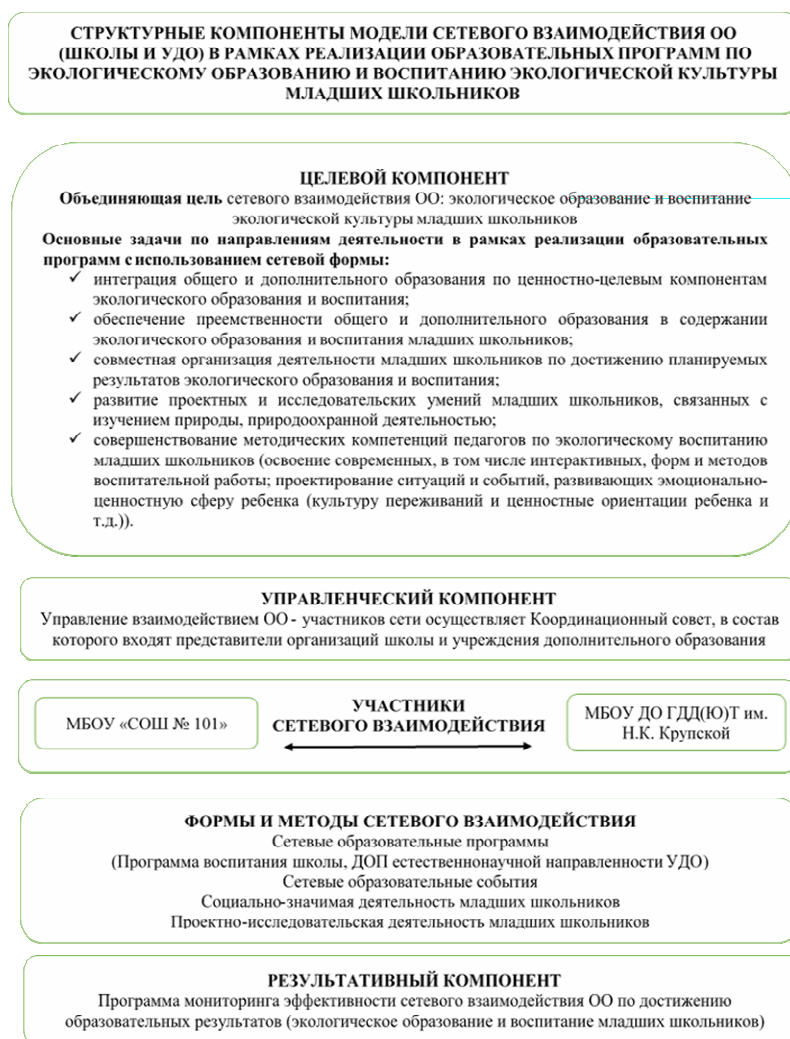 СТРУКТУРНЫЕ КОМПОНЕНТЫ МОДЕЛИ СЕТЕВОГО ВЗАИМОДЕЙСТВИЯ ОО
(ШКОЛЫ И УДО) В РАМКАХ РЕАЛИЗАЦИИ ОБРАЗОВАТЕЛЬНЫХ ПРОГРАММ ПО
ЭКОЛОГИЧЕСКОМУ ОБРАЗОВАНИЮ И ВОСПИТАНИЮ ЭКОЛОГИЧЕСКОЙ КУЛЬТУРЫ
МЛАДШИХ ШКОЛЬНИКОВ
ЦЕЛЕВОЙ КОМПОНЕНТ
Объединяющая цель сетевого взаимодействия ОО: экологическое образование и воспитание
экологической культуры младших школьников
Основные задачи по направлениям деятельности в рамках реализации образовательных
программ с использованием сетевой формы:
✓ интеграция общего и дополнительного образования по ценностно-целевым компонентам
экологического образования и воспитания;
✓ обеспечение преемственности общего и дополнительного образования в содержании
экологического образования и воспитания младших школьников;
✓ совместная организация деятельности младших школьников по достижению планируемых
результатов экологического образования и воспитания;
✓ развитие проектных и исследовательских умений младших школьников, связанных с
изучением природы, природоохранной деятельностью;
✓ совершенствование методических компетенций педагогов по экологическому воспитанию
младших школьников (освоение современных, в том числе интерактивных, форм и методов
воспитательной работы; проектирование ситуаций и событий, развивающих эмоционально-
ценностную сферу ребенка (культуру переживаний и ценностные ориентации ребенка и
т.д.)).
УПРАВЛЕНЧЕСКИЙ КОМПОНЕНТ
Управление взаимодействием ОО - участников сети осуществляет Координационный совет, в состав
которого входят представители организаций школы и учреждения дополнительного образования
МБОУ «СОШ № 101»
УЧАСТНИКИ
СЕТЕВОГО ВЗАИМОДЕЙСТВИЯ
МБОУ ДО ГДД(Ю)Т им.
Н.К. Крупской
ФОРМЫ И МЕТОДЫ СЕТЕВОГО ВЗАИМОДЕЙСТВИЯ
Сетевые образовательные программы
(Программа воспитания школы, ДОП естественнонаучной направленности УДО)
Сетевые образовательные события
Социально-значимая деятельность младших школьников
Проектно-исследовательская деятельность младших школьников
РЕЗУЛЬТАТИВНЫЙ КОМПОНЕНТ
Программа мониторинга эффективности сетевого взаимодействия ОО по достижению
образовательных результатов (экологическое образование и воспитание младших школьников)